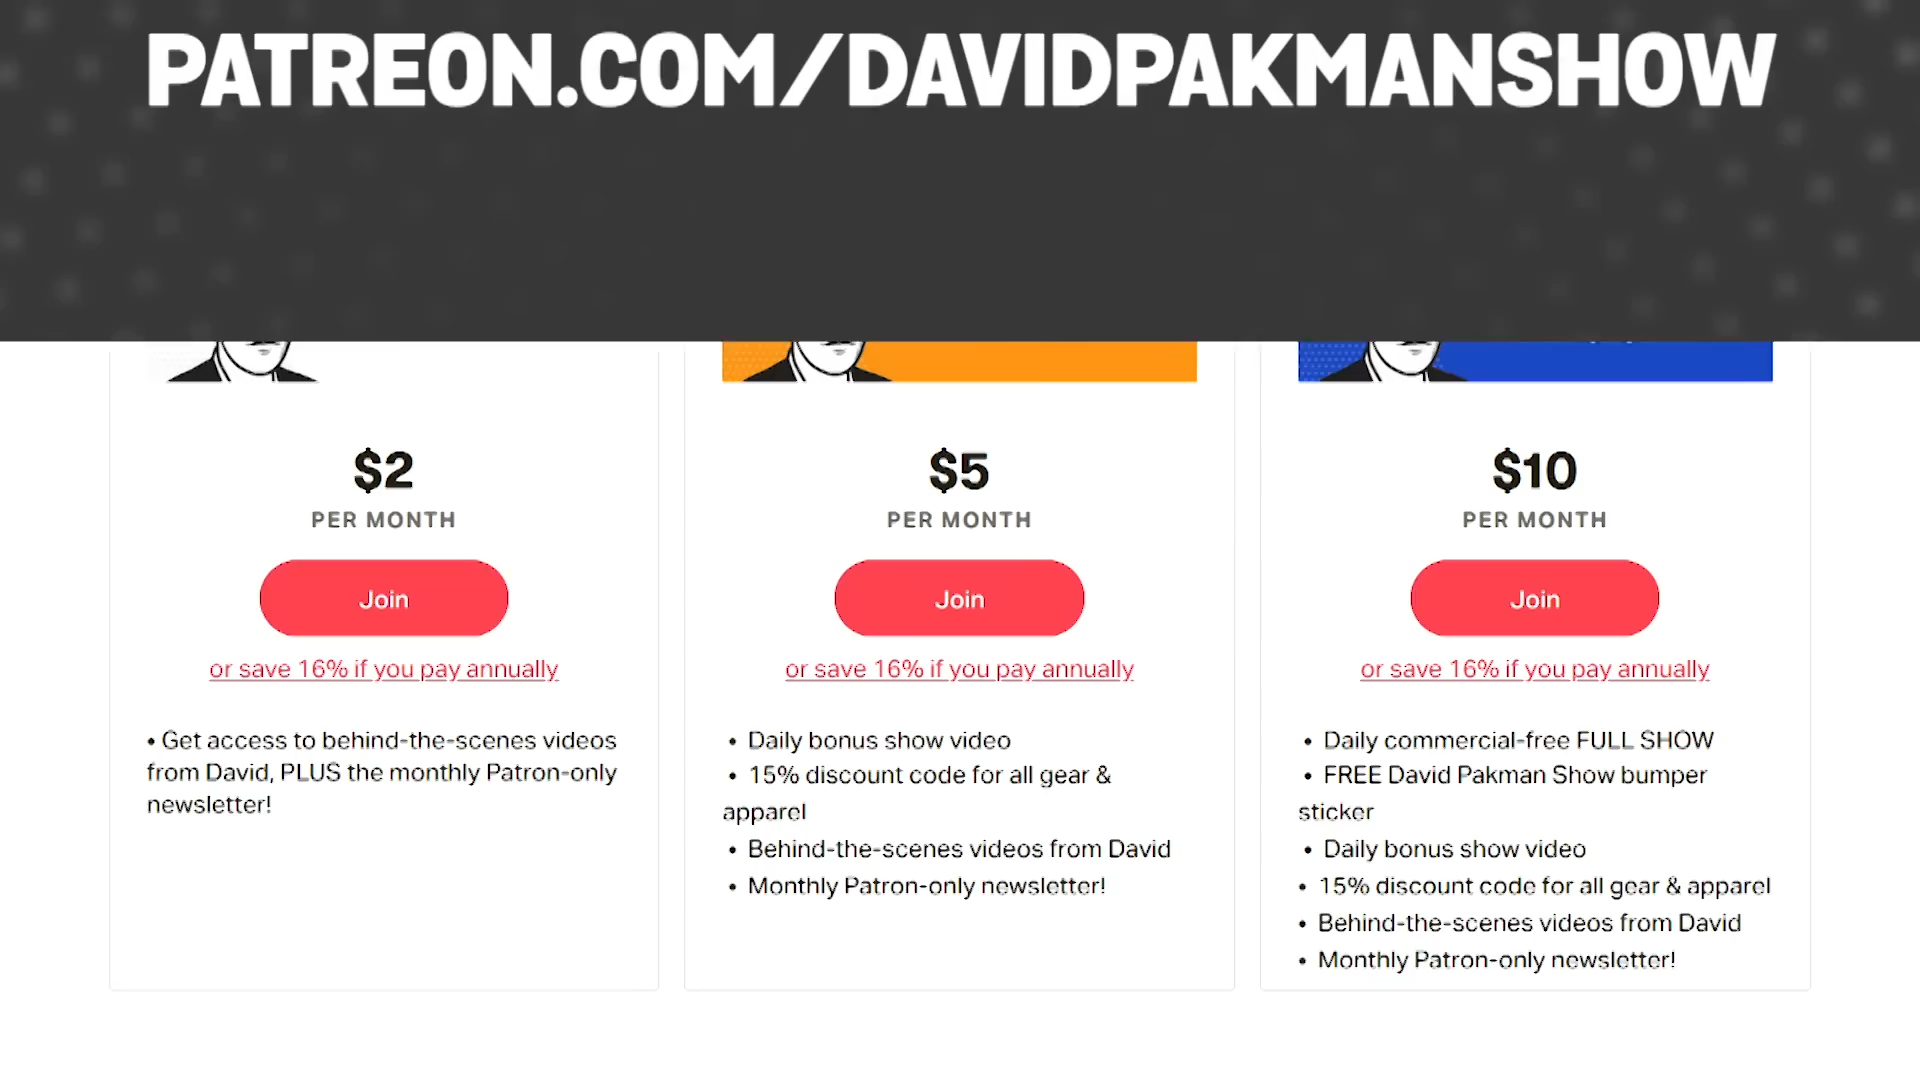 PATREON.COM/DAVIDPAKMANSHOW
$2
PER MONTH
Join
or save 16% if you pay annually
• Get access to behind-the-scenes videos
from David, PLUS the monthly Patron-only
newsletter!
$5
PER MONTH
Join
or save 16% if you pay annually
• Daily bonus show video
• 15% discount code for all gear &
apparel
• Behind-the-scenes videos from David
• Monthly Patron-only newsletter!
$10
PER MONTH
Join
or save 16% if you pay annually
• Daily commercial-free FULL SHOW
• FREE David Pakman Show bumper
sticker
• Daily bonus show video
• 15% discount code for all gear & apparel
• Behind-the-scenes videos from David
• Monthly Patron-only newsletter!